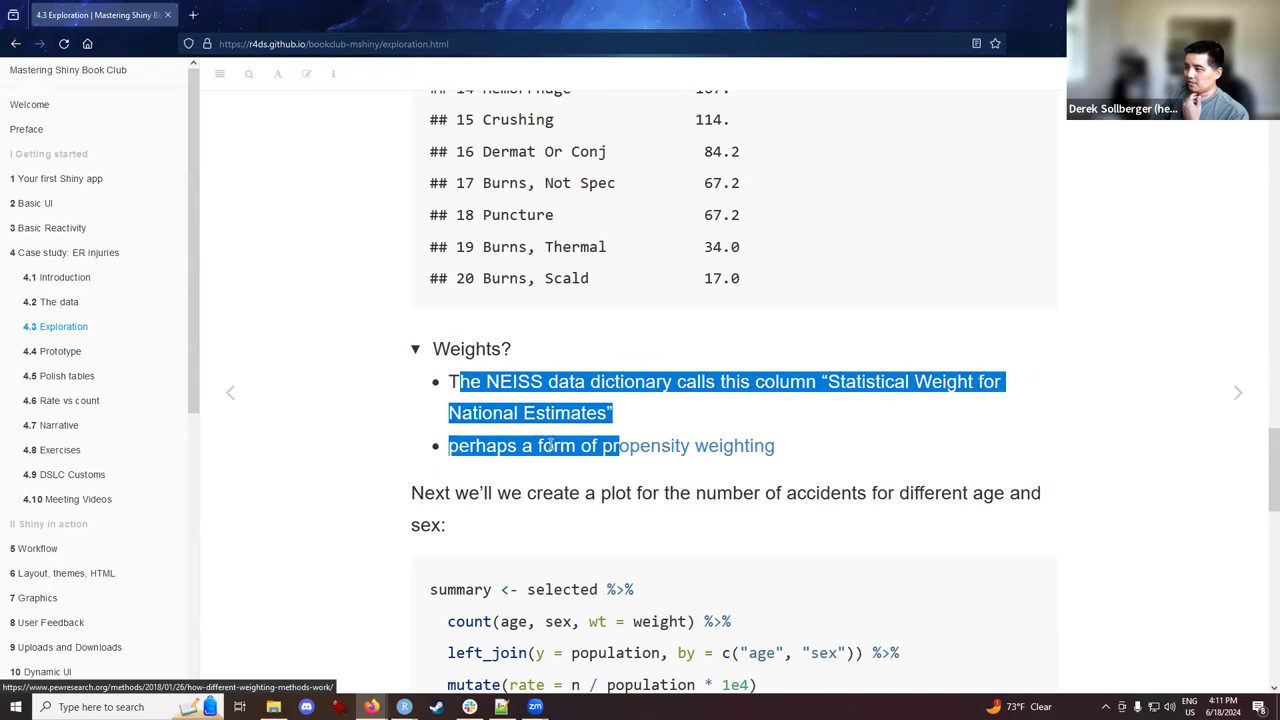 4.3 Exploration | Mastering Shiny B
https://r4ds.github.io/bookclub-mshiny/exploration.html
Derek Sollberger (he...
Mastering Shiny Book Club
Welcome
Preface
I Getting started
1 Your first Shiny app
2 Basic UI
3 Basic Reactivity
4 Case study: ER injuries
4.1 Introduction
4.2 The data
4.3 Exploration
4.4 Prototype
4.5 Polish tables
4.6 Rate vs count
4.7 Narrative
4.8 Exercises
4.9 DSLC Customs
4.10 Meeting Videos
II Shiny in action
5 Workflow
6 Layout, themes, HTML
7 Graphics
8 User Feedback
9 Uploads and Downloads
10 Dynamic UI
## 14 Hemorrhage 167.
## 15 Crushing 114.
## 16 Dermat Or Conj 84.2
## 17 Burns, Not Spec 67.2
## 18 Puncture 67.2
## 19 Burns, Thermal 34.0
## 20 Burns, Scald 17.0
Weights?
The NEISS data dictionary calls this column “Statistical Weight for
National Estimates”
perhaps a form of propensity weighting
Next we’ll we create a plot for the number of accidents for different age and
sex:
summary <- selected %>%
count(age, sex, wt = weight) %>%
left_join(y = population, by = c("age", "sex")) %>%
mutate(rate = n / population * 1e4)
https://www.pewresearch.org/methods/2018/01/26/how-different-weighting-methods-work/
Type here to search
73°F Clear
ENG
US
4:11 PM
6/18/2024